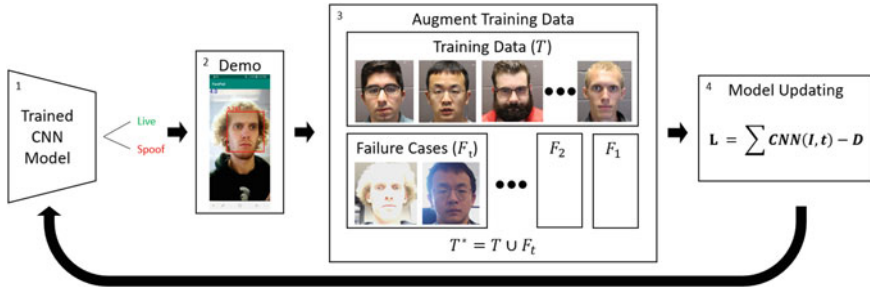 1
Trained
CNN
Model
Live
Spoof
2
Demo
3
Augment Training Data
Training Data (T)
Failure Cases (Fₜ)
F₂
F₁
T* = T ∪ Fₜ
4
Model Updating
L = ∑ CNN(I, t) − D